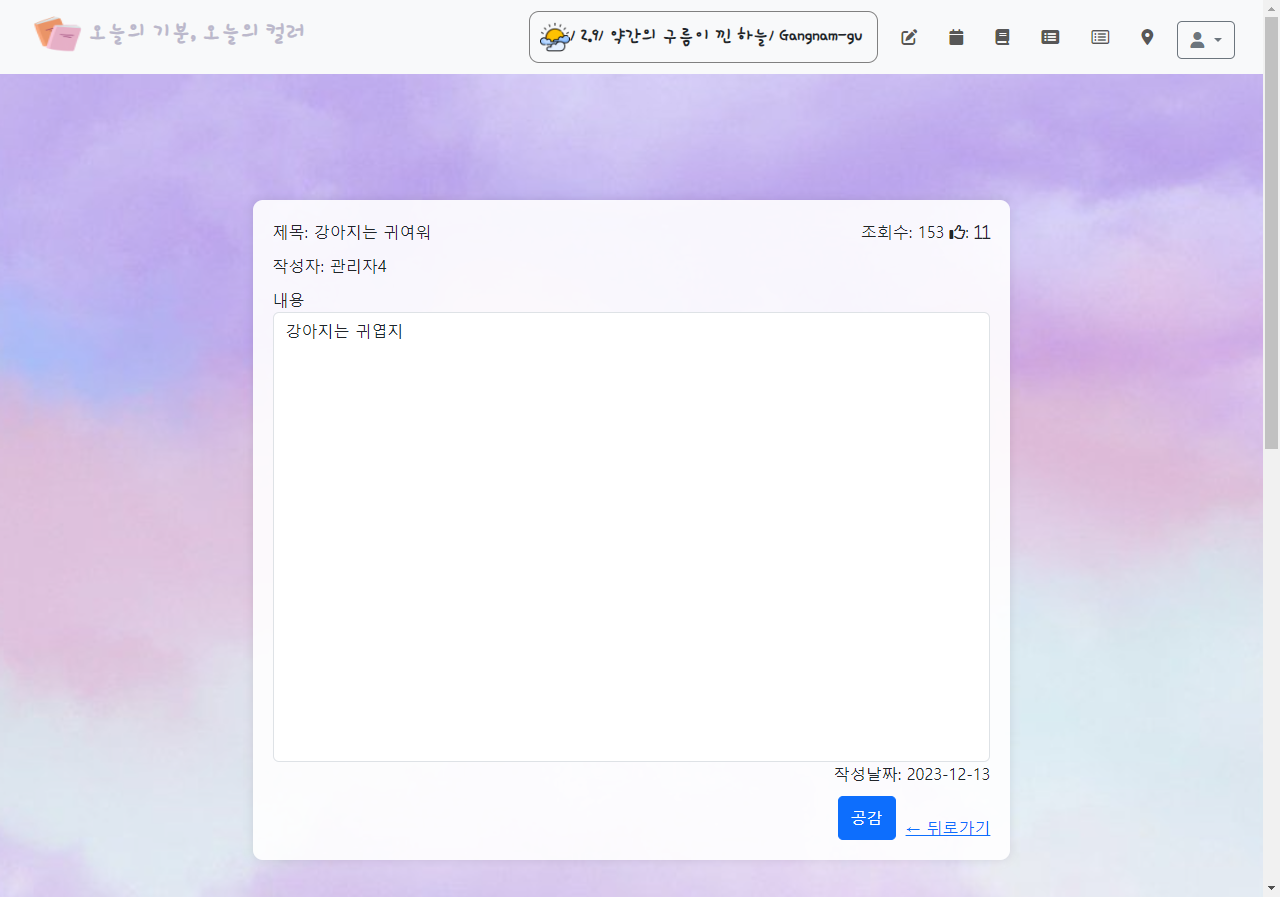 오늘의 기분, 오늘의 컬러
/ 2.9/ 약간의 구름이 낀 하늘/ Gangnam-gu
제목: 강아지는 귀여워
조회수: 153 : 11
작성자: 관리자4
내용
강아지는 귀엽지
작성날짜: 2023-12-13
공감
← 뒤로가기